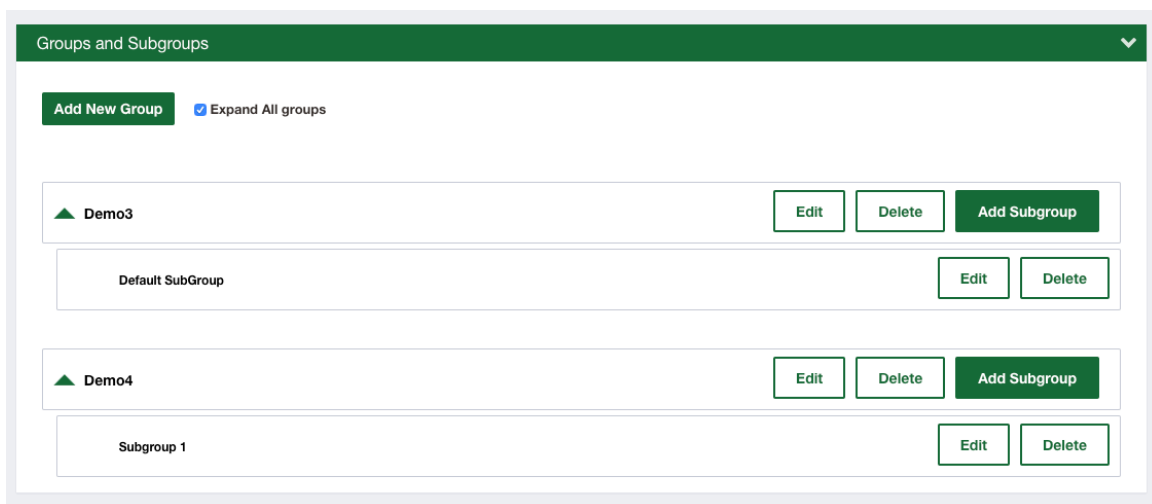 Groups and Subgroups
Add New Group Expand All groups
Demo3 Edit Delete Add Subgroup
Default SubGroup Edit Delete
Demo4 Edit Delete Add Subgroup
Subgroup 1 Edit Delete